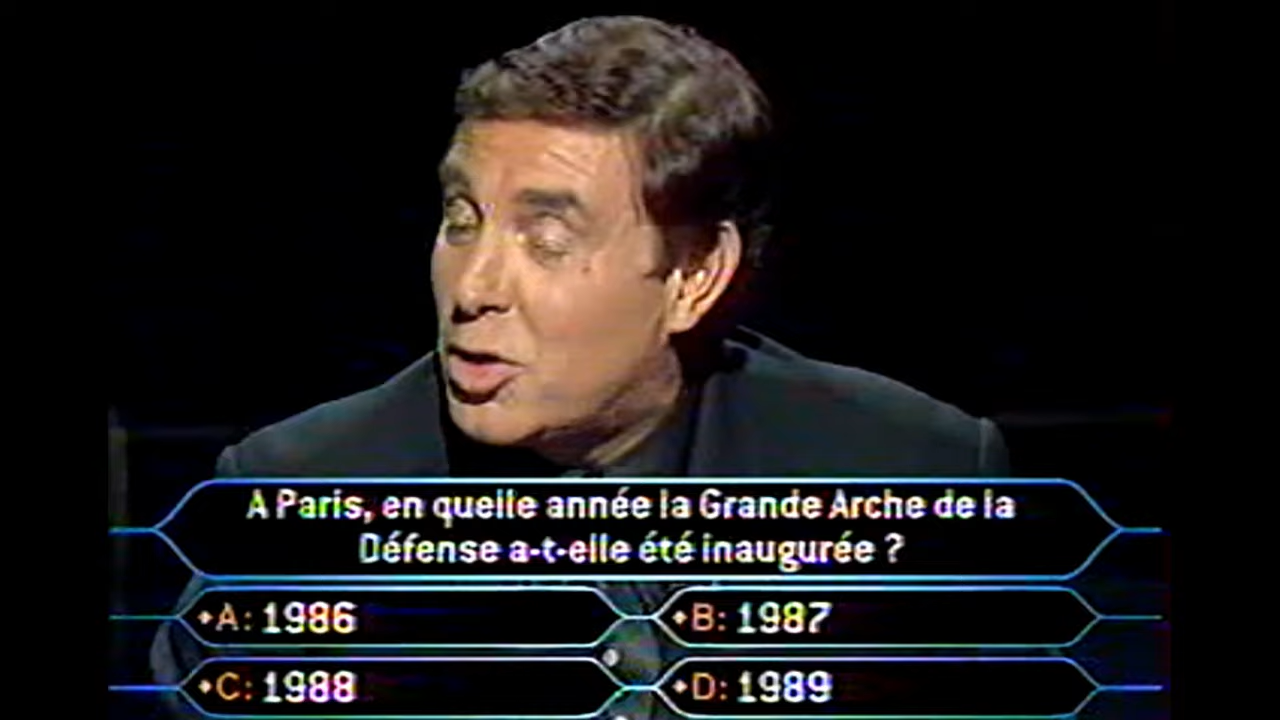 A Paris, en quelle année la Grande Arche de la
Défense a-t-elle été inaugurée ?
A: 1986
B: 1987
C: 1988
D: 1989